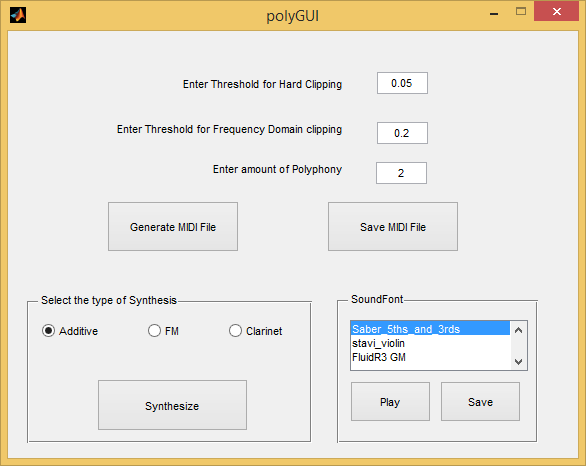 polyGUI
Enter Threshold for Hard Clipping
0.05
Enter Threshold for Frequency Domain clipping
0.2
Enter amount of Polyphony
2
Generate MIDI File
Save MIDI File
Select the type of Synthesis
Additive
FM
Clarinet
Synthesize
SoundFont
Saber_5ths_and_3rds
stavi_violin
FluidR3 GM
Play
Save